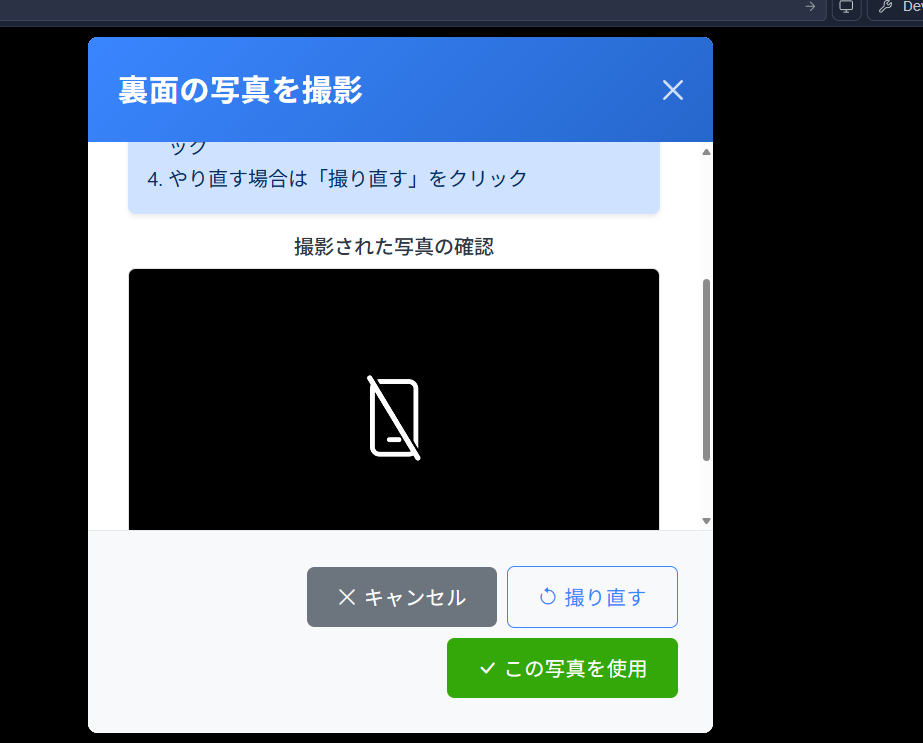 De
裏面の写真を撮影
ック
4. やり直す場合は「撮り直す」をクリック
撮影された写真の確認
キャンセル
撮り直す
この写真を使用